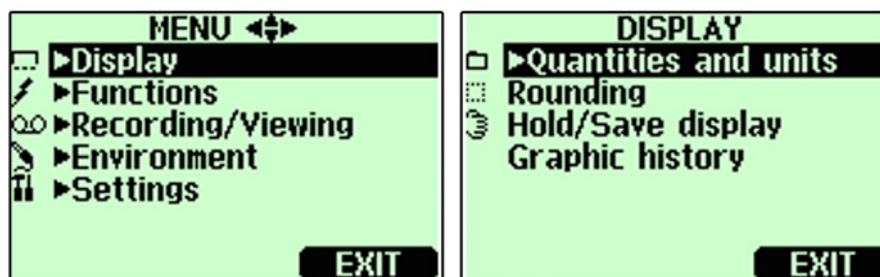 MENU ◀♦▶
▶Display
▶Functions
▶Recording/Viewing
▶Environment
▶Settings
EXIT
DISPLAY
▶Quantities and units
Rounding
Hold/Save display
Graphic history
EXIT